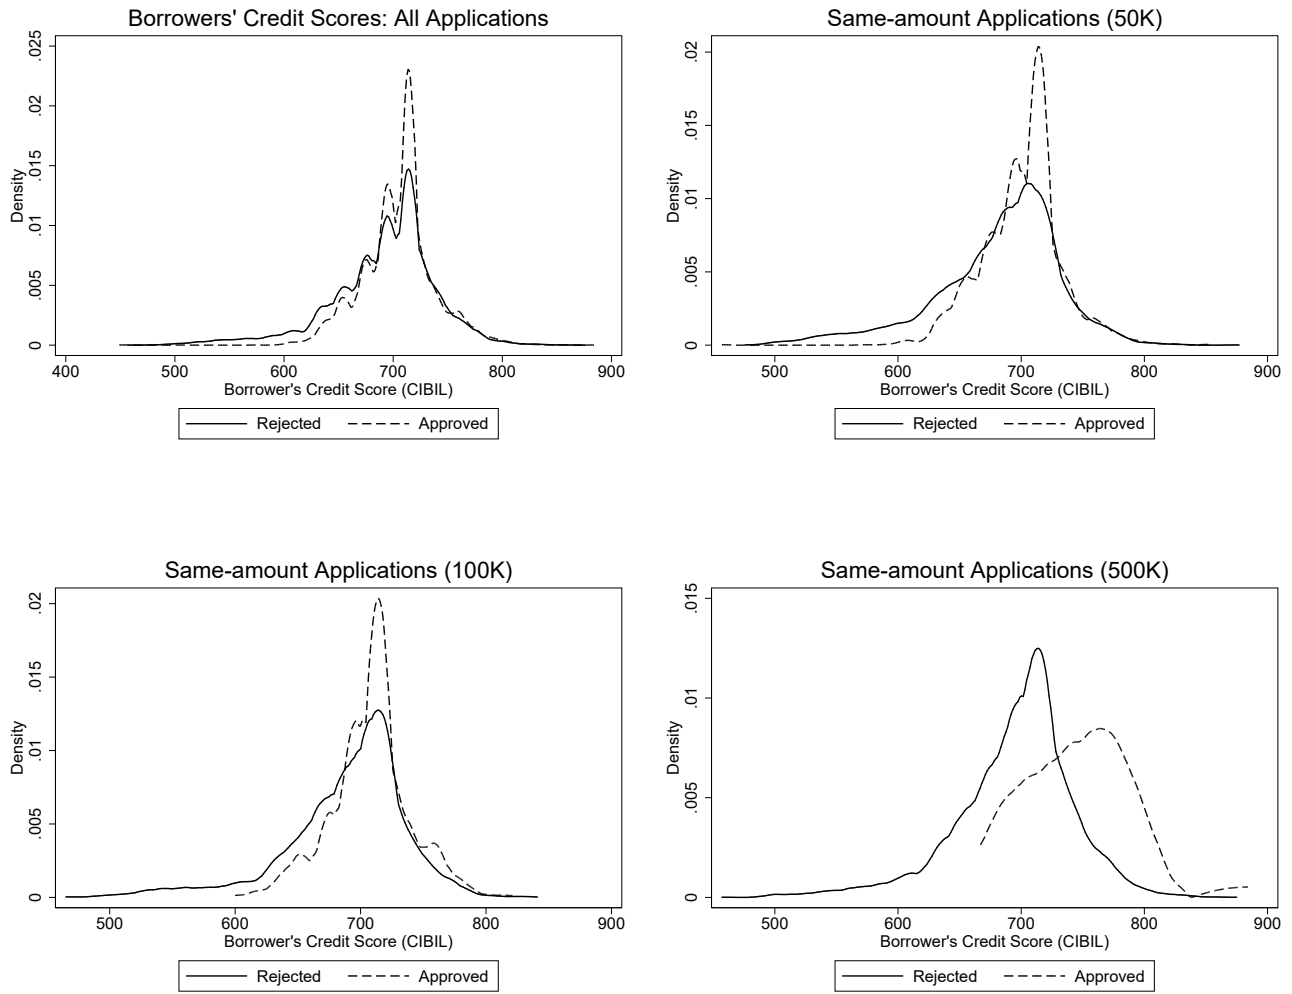 Borrowers' Credit Scores: All Applications
Density
.025
.02
.015
.01
.005
0
400 500 600 700 800 900
Borrower's Credit Score (CIBIL)
Rejected Approved
Same-amount Applications (50K)
Density
.02
.015
.01
.005
0
500 600 700 800 900
Borrower's Credit Score (CIBIL)
Rejected Approved
Same-amount Applications (100K)
Density
.02
.015
.01
.005
0
500 600 700 800 900
Borrower's Credit Score (CIBIL)
Rejected Approved
Same-amount Applications (500K)
Density
.015
.01
.005
0
500 600 700 800 900
Borrower's Credit Score (CIBIL)
Rejected Approved